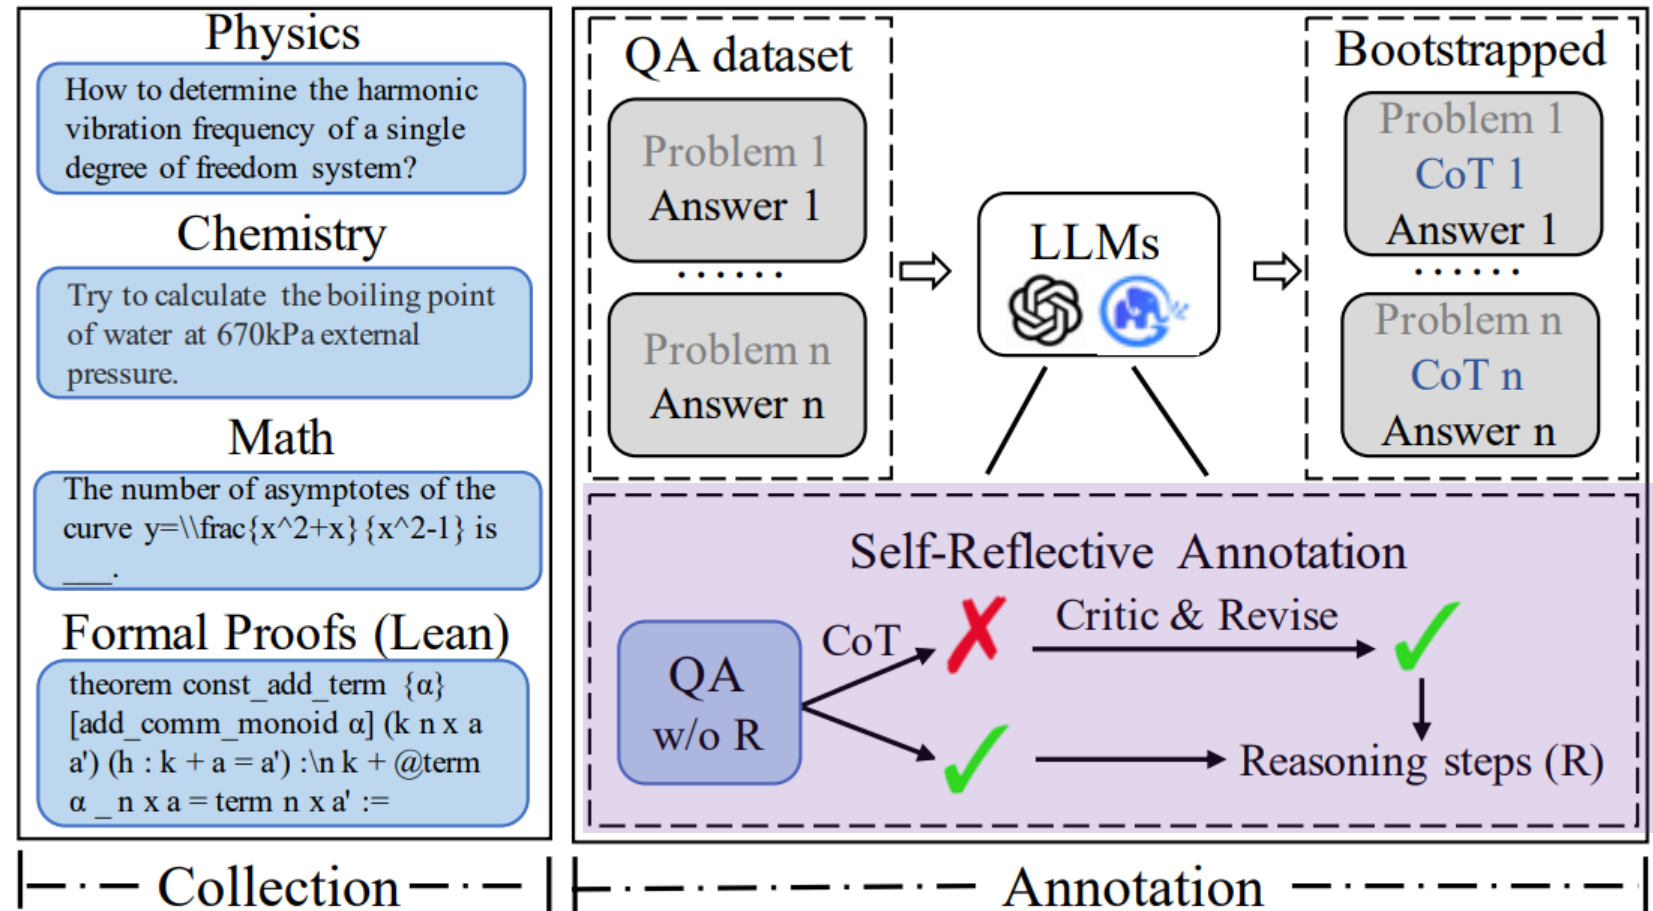 Physics
How to determine the harmonic
vibration frequency of a single
degree of freedom system?
Chemistry
Try to calculate the boiling point
of water at 670kPa external
pressure.
Math
The number of asymptotes of the
curve y=\\frac{x^2+x}{x^2-1} is
___.
Formal Proofs (Lean)
theorem const_add_term {α}
[add_comm_monoid α] (k n x a
a') (h : k + a = a') :\n k + @term
α _ n x a = term n x a' :=
Collection
QA dataset
Problem 1
Answer 1
......
Problem n
Answer n
LLMs
Bootstrapped
Problem 1
CoT 1
Answer 1
......
Problem n
CoT n
Answer n
Self-Reflective Annotation
QA
w/o R
CoT
Critic & Revise
Reasoning steps (R)
Annotation